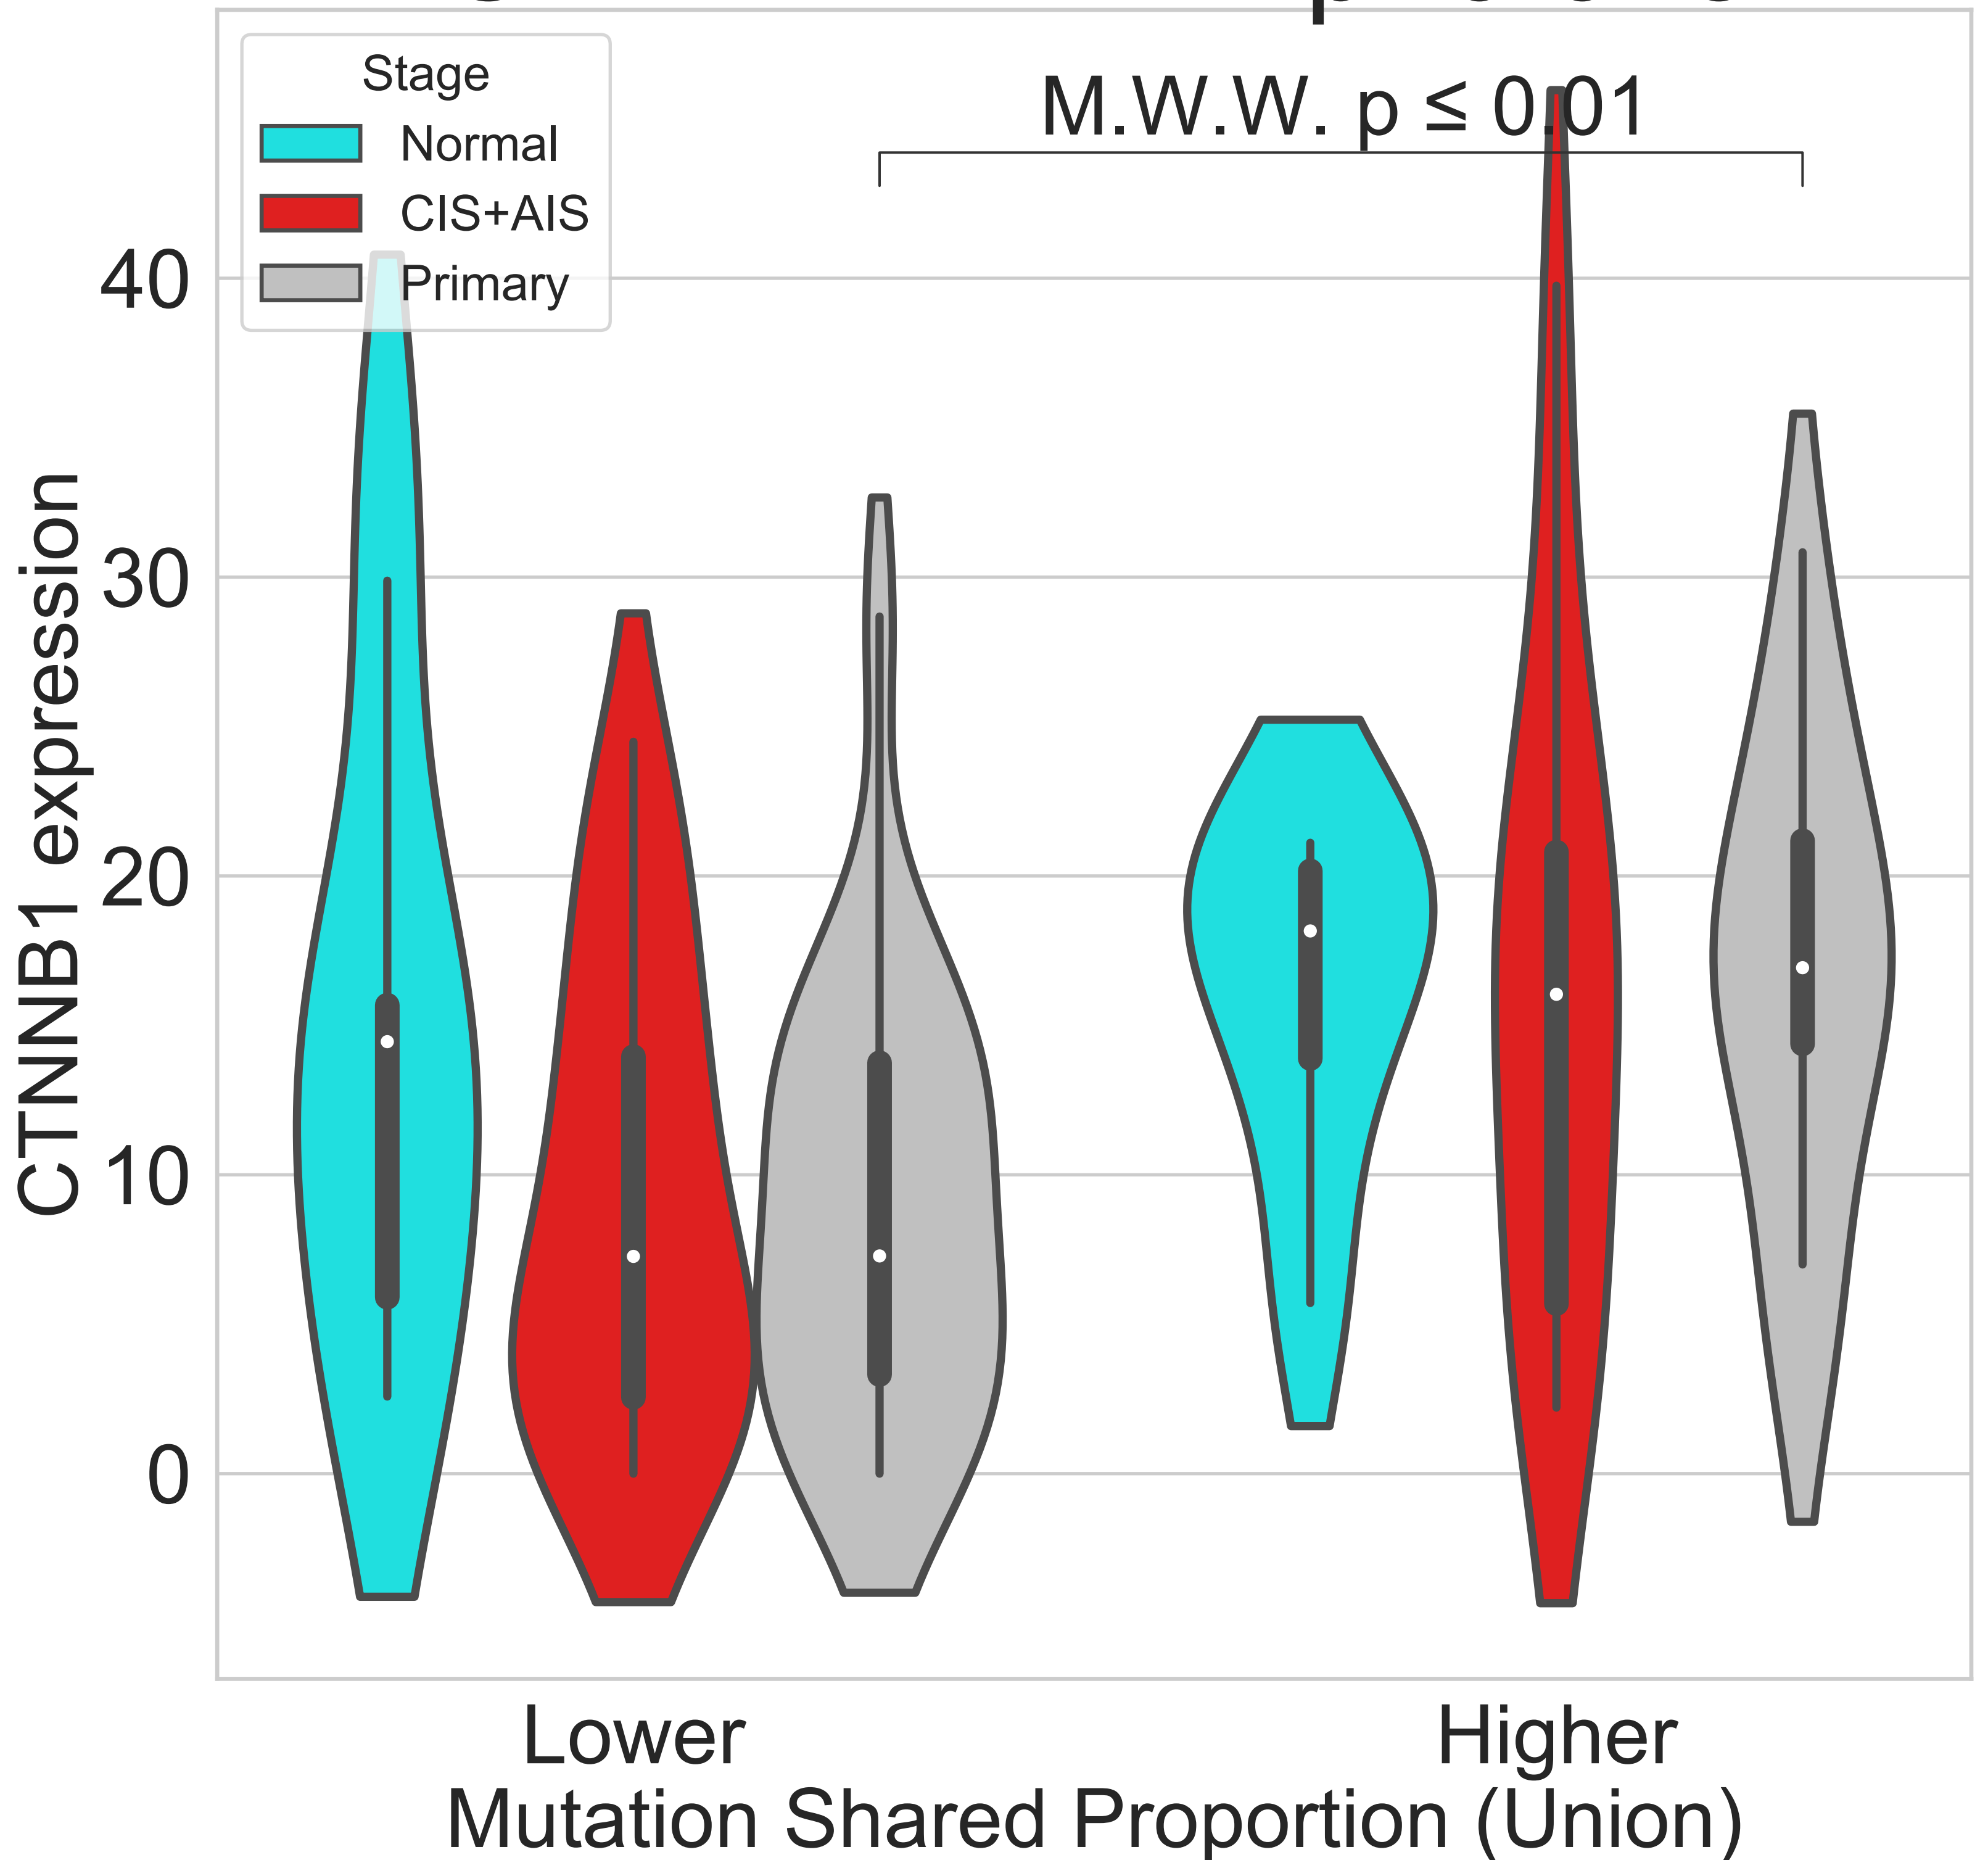 Stage
Normal
CIS+AIS
Primary
M.W.W. p ≤ 0.01
CTNNB1 expression
40
30
20
10
0
Lower
Higher
Mutation Shared Proportion (Union)